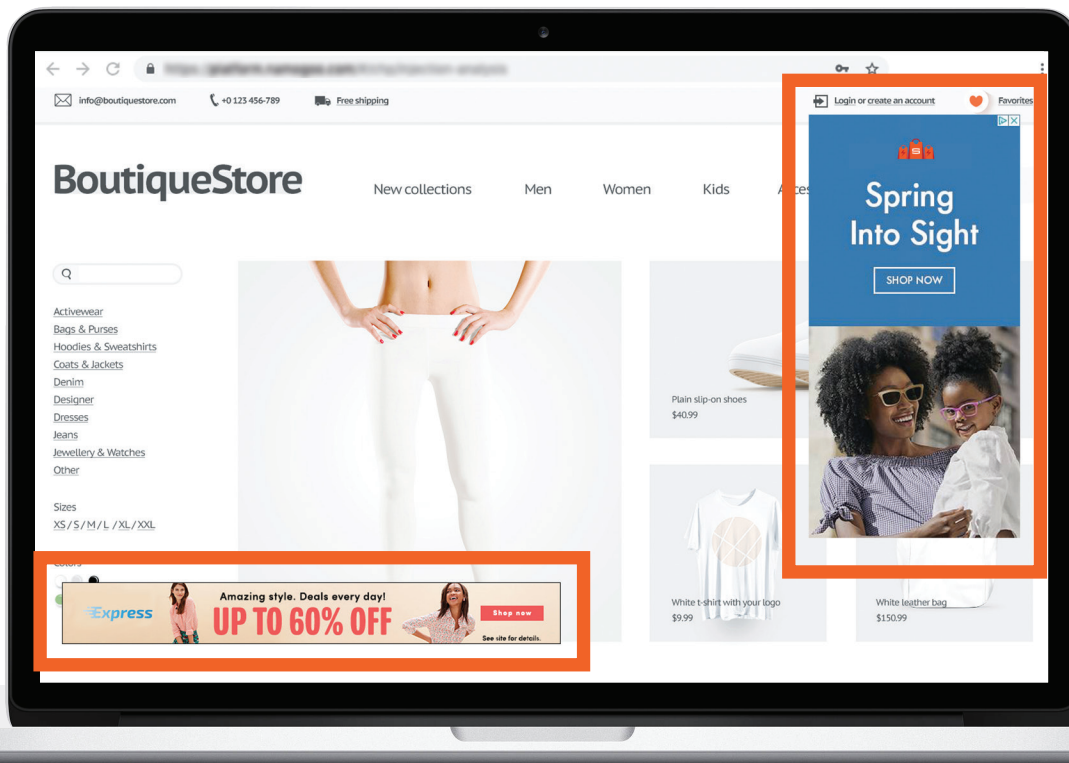 info@boutiquestore.com +0 123 456-789 Free shipping Login or create an account Favorites
BoutiqueStore
New collections Men Women Kids
Spring
Into Sight
SHOP NOW
Activewear
Bags & Purses
Hoodies & Sweatshirts
Coats & Jackets
Denim
Designer
Dresses
Jeans
Jewellery & Watches
Other
Sizes
XS / S / M / L / XL / XXL
Plain slip-on shoes
$40.99
White t-shirt with your logo
$9.99
White leather bag
$150.99
Express
Amazing style. Deals every day!
UP TO 60% OFF
Shop now
See site for details.